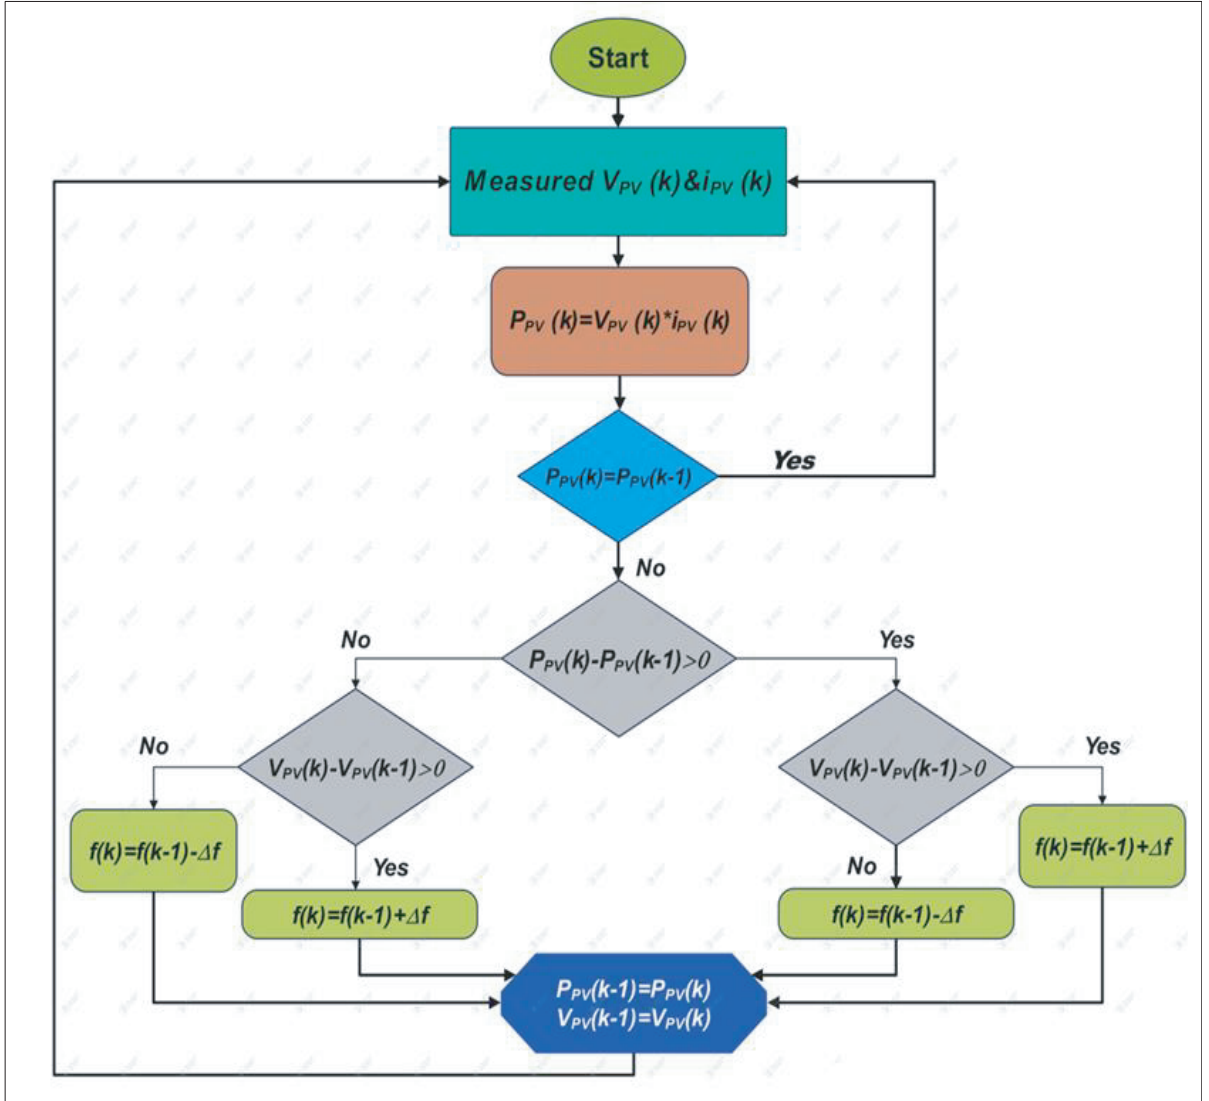 Start
Measured V_PV (k)&i_PV (k)
P_PV (k)=V_PV (k)*i_PV (k)
P_PV(k)=P_PV(k-1)
Yes
No
P_PV(k)-P_PV(k-1)>0
No
Yes
V_PV(k)-V_PV(k-1)>0
V_PV(k)-V_PV(k-1)>0
No
Yes
f(k)=f(k-1)-Δf
f(k)=f(k-1)+Δf
Yes
No
f(k)=f(k-1)+Δf
f(k)=f(k-1)-Δf
P_PV(k-1)=P_PV(k)
V_PV(k-1)=V_PV(k)